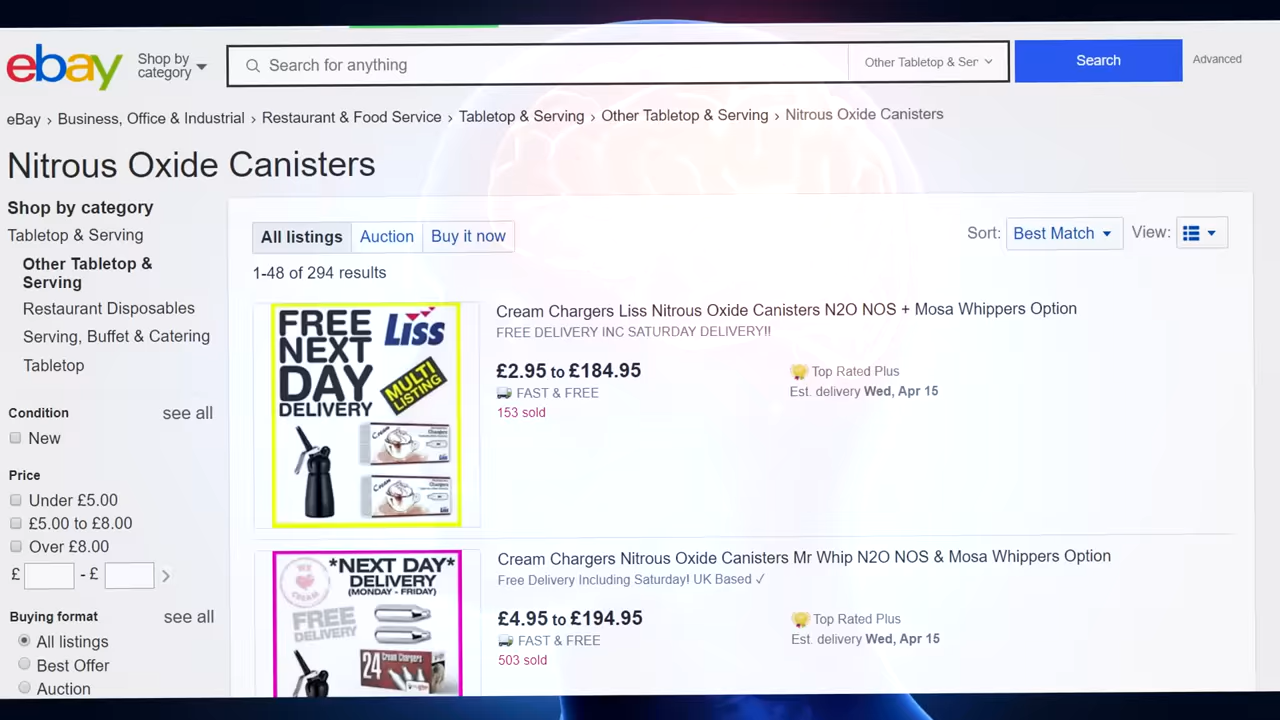 ebay
Shop by category
Search for anything
Other Tabletop & Ser
Search
Advanced
eBay › Business, Office & Industrial › Restaurant & Food Service › Tabletop & Serving › Other Tabletop & Serving › Nitrous Oxide Canisters
Nitrous Oxide Canisters
Shop by category
Tabletop & Serving
Other Tabletop &
Serving
Restaurant Disposables
Serving, Buffet & Catering
Tabletop
Condition see all
New
Price
Under £5.00
£5.00 to £8.00
Over £8.00
£ - £
Buying format see all
All listings
Best Offer
Auction
All listings Auction Buy it now
Sort: Best Match View:
1-48 of 294 results
FREE
NEXT
DAY
DELIVERY
Liss
MULTI
LISTING
Cream Chargers Liss Nitrous Oxide Canisters N2O NOS + Mosa Whippers Option
FREE DELIVERY INC SATURDAY DELIVERY!!
£2.95 to £184.95
FAST & FREE
153 sold
Top Rated Plus
Est. delivery Wed, Apr 15
*NEXT DAY*
DELIVERY
(MONDAY - FRIDAY)
WE
CREAM
FREE
DELIVERY
24 Cream Chargers
Cream Chargers Nitrous Oxide Canisters Mr Whip N2O NOS & Mosa Whippers Option
Free Delivery Including Saturday! UK Based ✓
£4.95 to £194.95
FAST & FREE
503 sold
Top Rated Plus
Est. delivery Wed, Apr 15